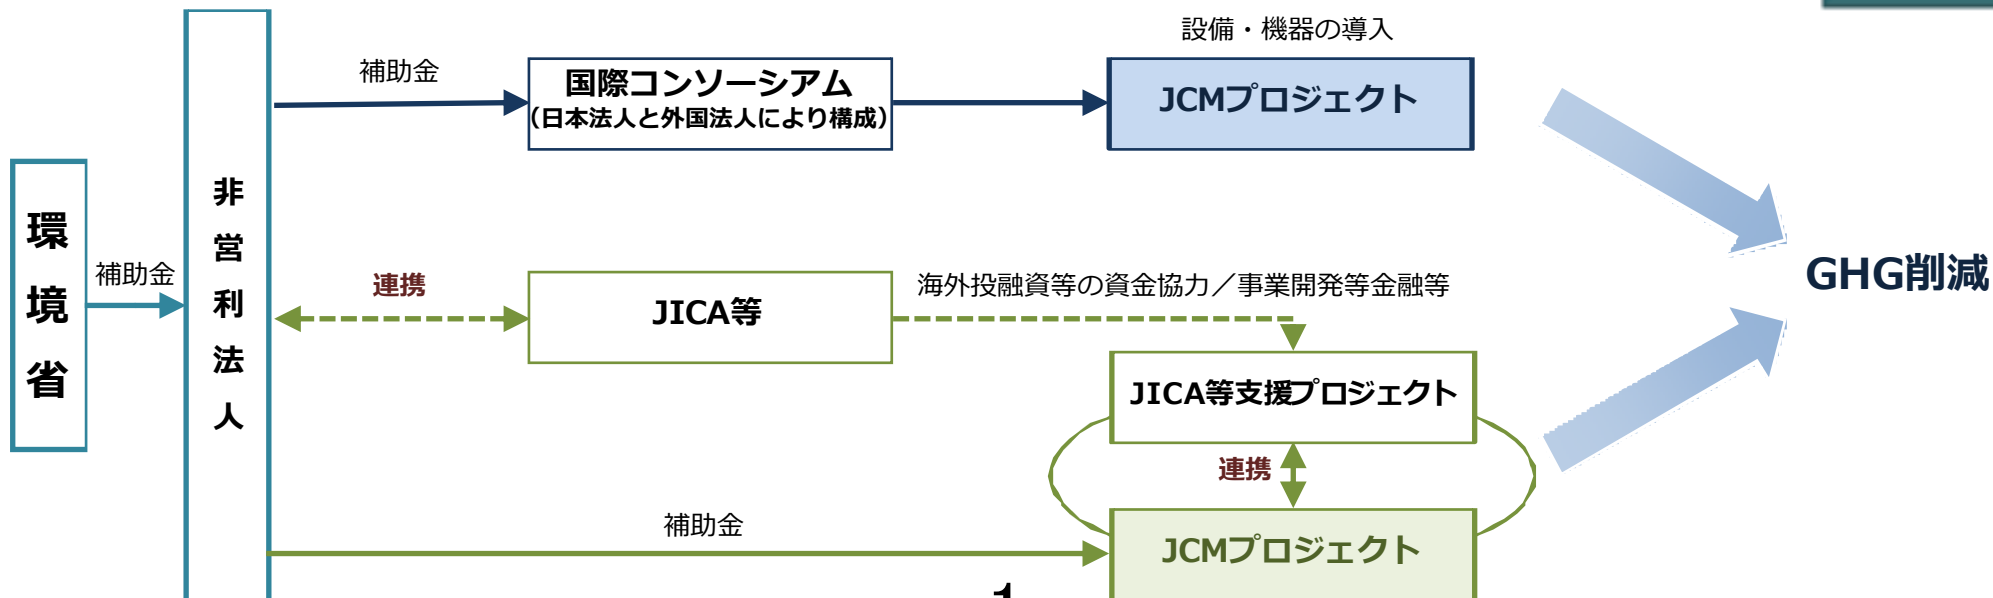 設備・機器の導入
補助金
国際コンソーシアム
（日本法人と外国法人により構成）
JCMプロジェクト
環境省
補助金
非営利法人
連携
JICA等
海外投融資等の資金協力／事業開発等金融等
GHG削減
JICA等支援プロジェクト
連携
補助金
JCMプロジェクト
1